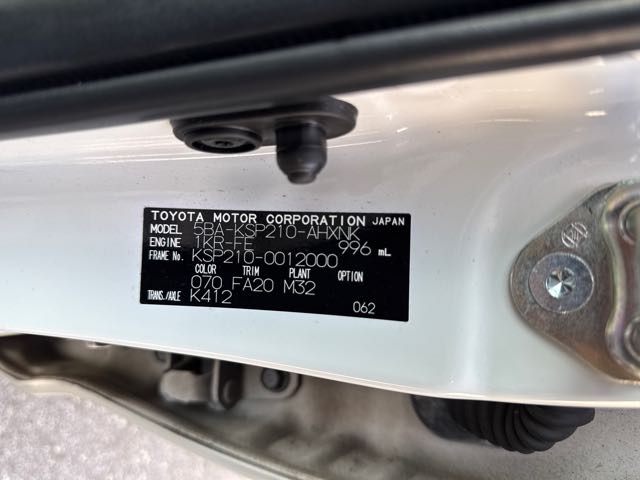 TOYOTA MOTOR CORPORATION JAPAN
MODEL 5BA-KSP210-AHXNK
ENGINE 1KR-FE 996 mL
FRAME No. KSP210-0012000
COLOR TRIM PLANT OPTION
070 FA20 M32
TRANS./AXLE K412
062